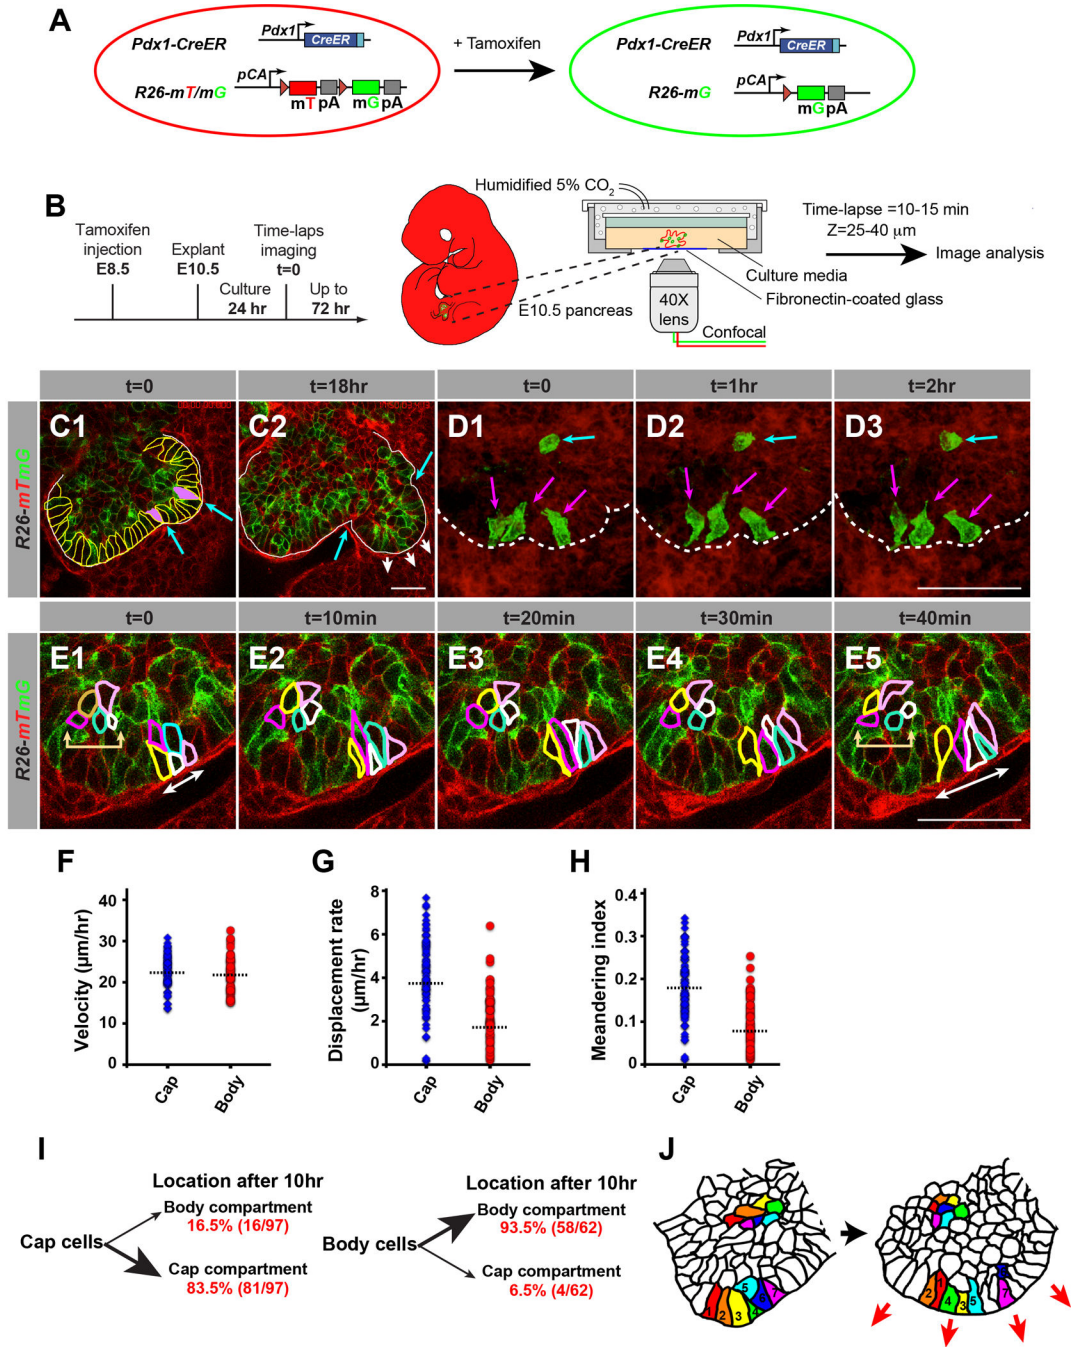 A
Pdx1-CreER
Pdx1
CreER
R26-mT/mG
pCA
mT pA mG pA
+ Tamoxifen
Pdx1-CreER
Pdx1
CreER
R26-mG
pCA
mG pA
B
Tamoxifen
injection
E8.5
Explant
E10.5
Time-laps
imaging
t=0
Culture
24 hr
Up to
72 hr
Humidified 5% CO2
E10.5 pancreas
40X
lens
Confocal
Culture media
Fibronectin-coated glass
Time-lapse =10-15 min
Z=25-40 µm
Image analysis
t=0
t=18hr
t=0
t=1hr
t=2hr
R26-mTmG
C1
C2
D1
D2
D3
t=0
t=10min
t=20min
t=30min
t=40min
R26-mTmG
E1
E2
E3
E4
E5
F
Velocity (µm/hr)
40
30
20
10
0
Cap
Body
G
Displacement rate
(µm/hr)
8
6
4
2
0
Cap
Body
H
Meandering index
0.4
0.3
0.2
0.1
0
Cap
Body
I
Cap cells
Location after 10hr
Body compartment
16.5% (16/97)
Cap compartment
83.5% (81/97)
Body cells
Location after 10hr
Body compartment
93.5% (58/62)
Cap compartment
6.5% (4/62)
J
1 2 3 4 5 6 7
2 1 4 3 5 6 7